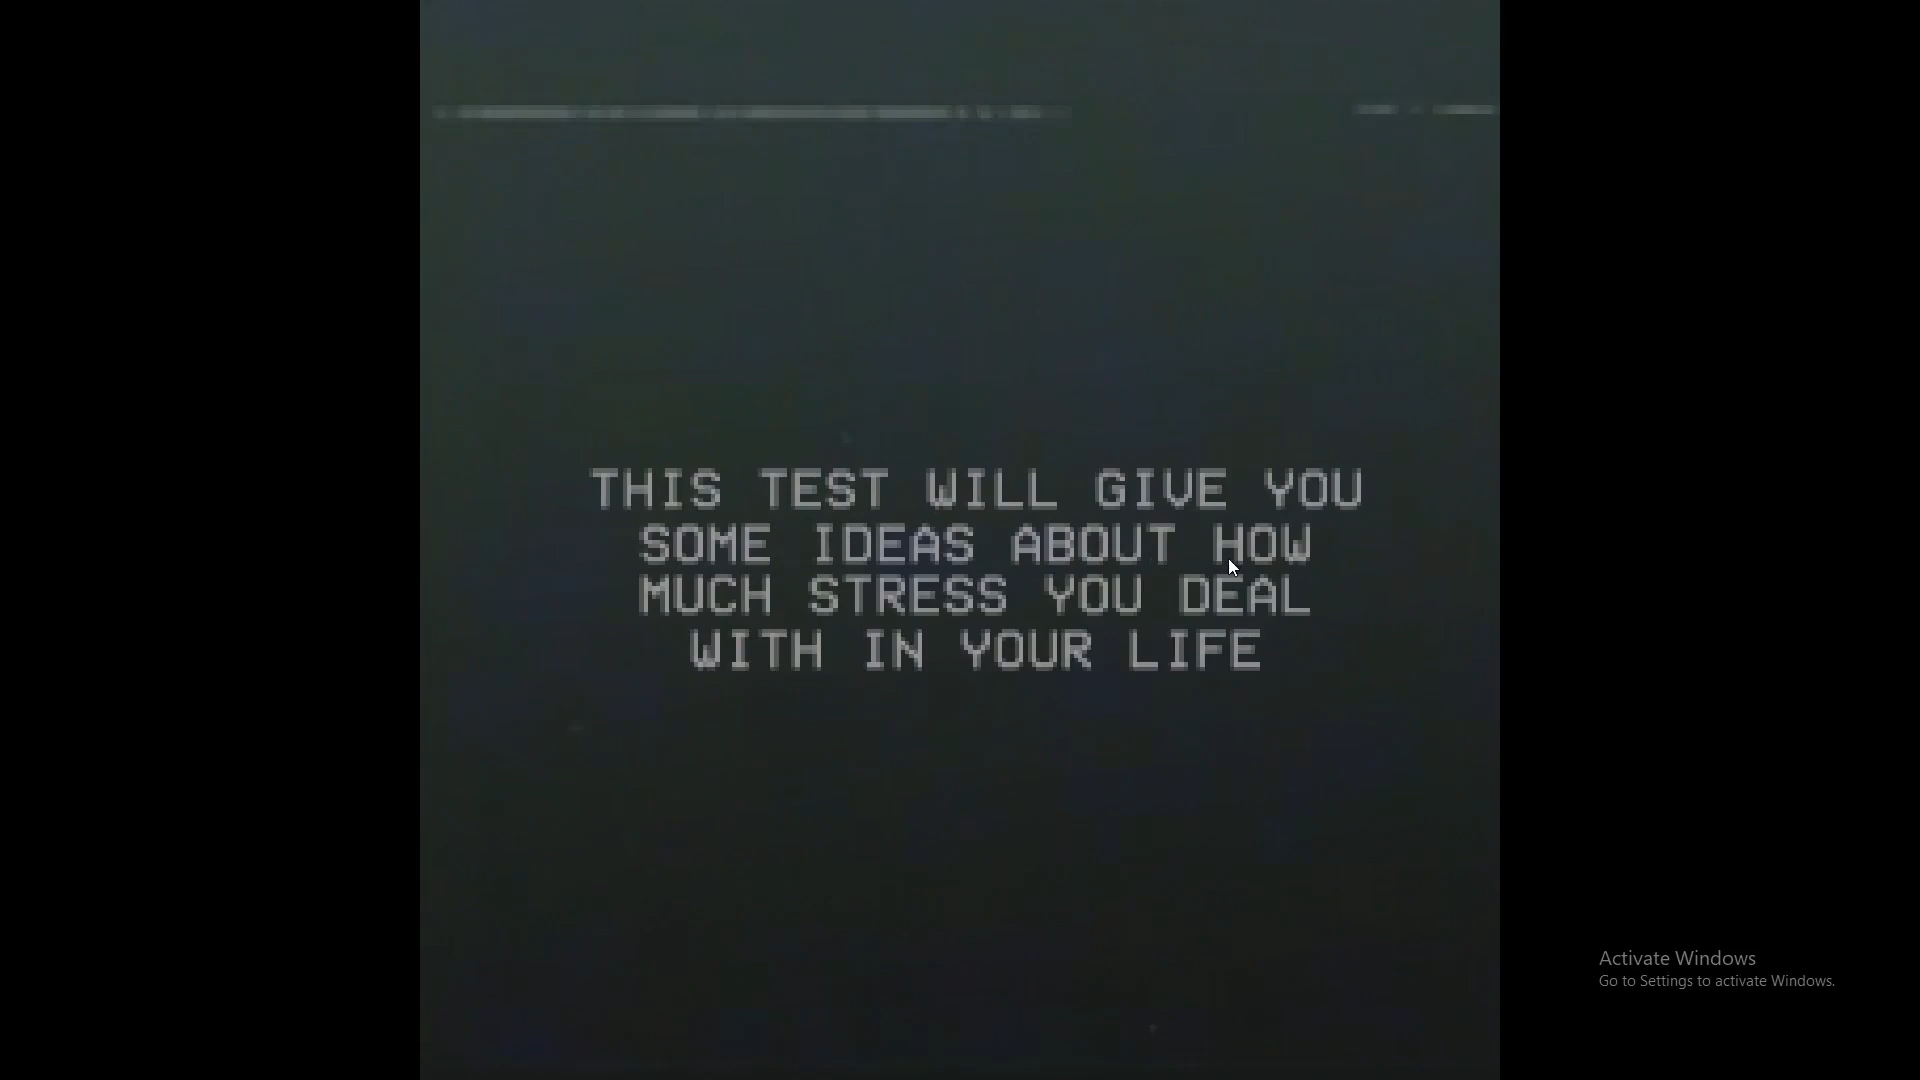 THIS TEST WILL GIVE YOU
SOME IDEAS ABOUT HOW
MUCH STRESS YOU DEAL
WITH IN YOUR LIFE
Activate Windows
Go to Settings to activate Windows.